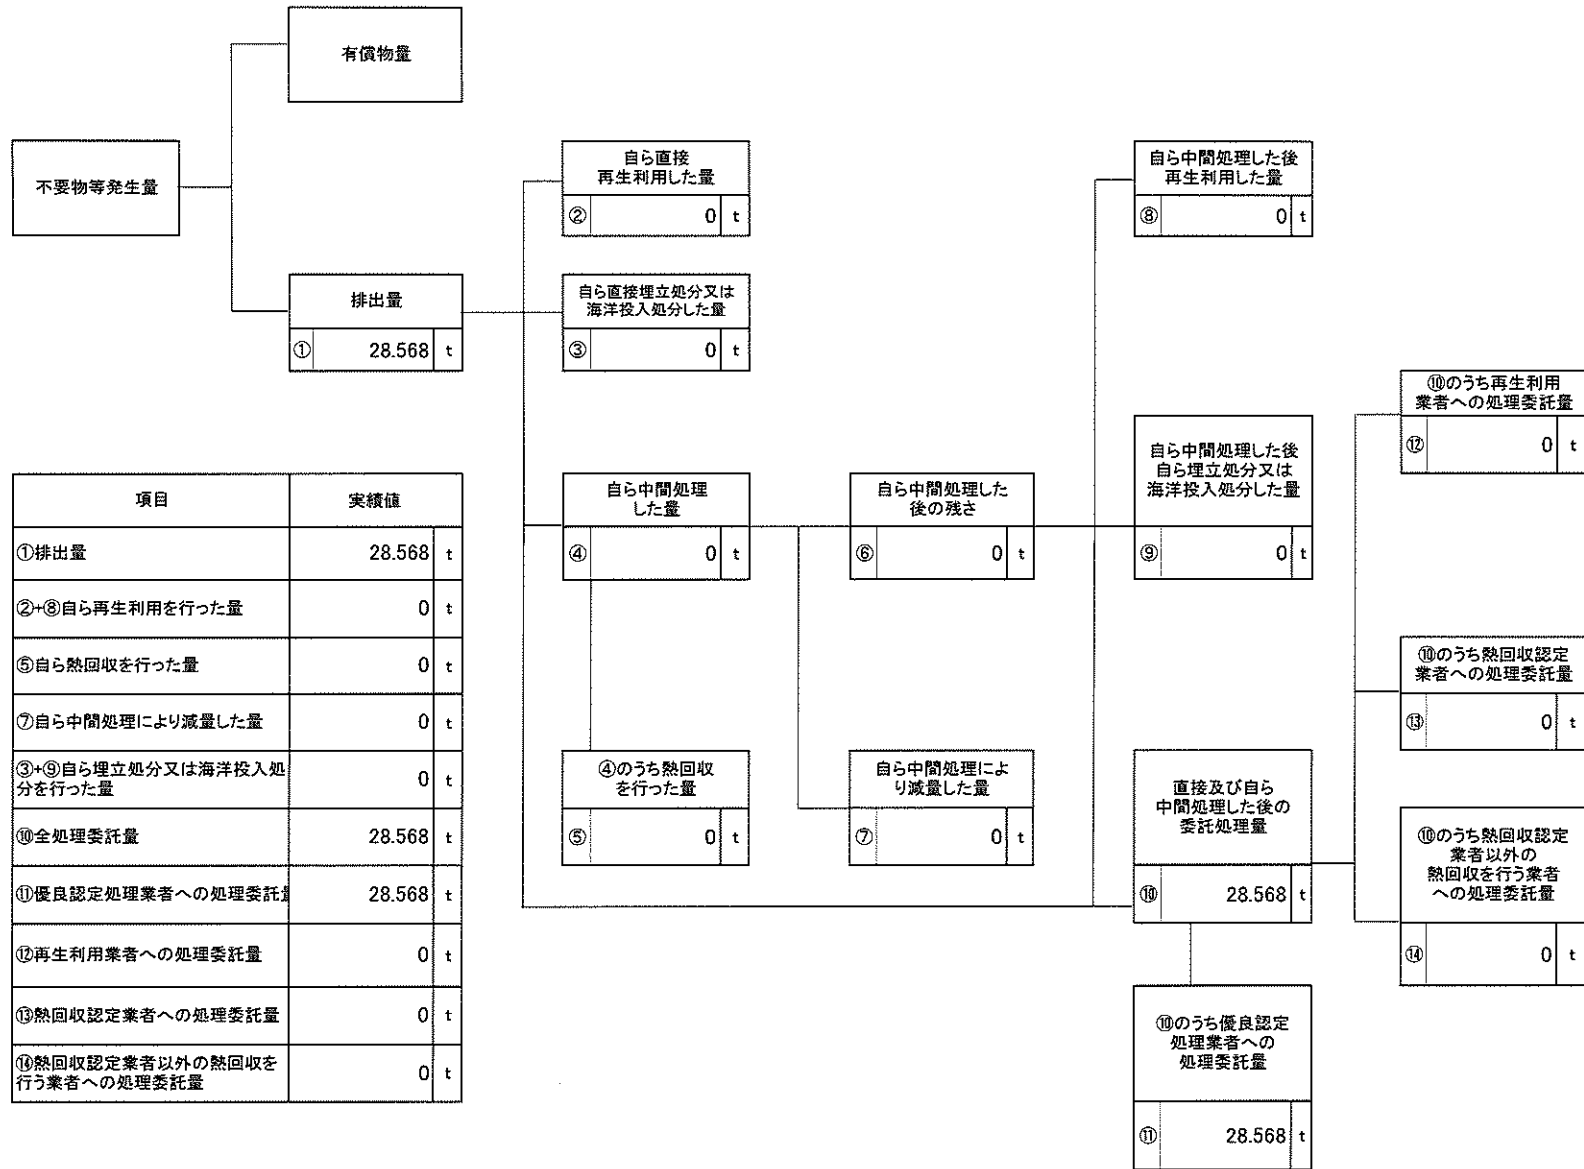 有償物量
不要物等発生量
排出量
① 28.568 t
自ら直接
再生利用した量
② 0 t
自ら直接埋立処分又は
海洋投入処分した量
③ 0 t
自ら中間処理
した量
④ 0 t
④のうち熱回収
を行った量
⑤ 0 t
自ら中間処理した
後の残さ
⑥ 0 t
自ら中間処理によ
り減量した量
⑦ 0 t
自ら中間処理した後
再生利用した量
⑧ 0 t
自ら中間処理した後
自ら埋立処分又は
海洋投入処分した量
⑨ 0 t
直接及び自ら
中間処理した後の
委託処理量
⑩ 28.568 t
⑩のうち優良認定
処理業者への
処理委託量
⑪ 28.568 t
⑩のうち再生利用
業者への処理委託量
⑫ 0 t
⑩のうち熱回収認定
業者への処理委託量
⑬ 0 t
⑩のうち熱回収認定
業者以外の
熱回収を行う業者
への処理委託量
⑭ 0 t
項目 実績値
①排出量 28.568 t
②+⑧自ら再生利用を行った量 0 t
⑤自ら熱回収を行った量 0 t
⑦自ら中間処理により減量した量 0 t
③+⑨自ら埋立処分又は海洋投入処
分を行った量 0 t
⑩全処理委託量 28.568 t
⑪優良認定処理業者への処理委託量 28.568 t
⑫再生利用業者への処理委託量 0 t
⑬熱回収認定業者への処理委託量 0 t
⑭熱回収認定業者以外の熱回収を
行う業者への処理委託量 0 t